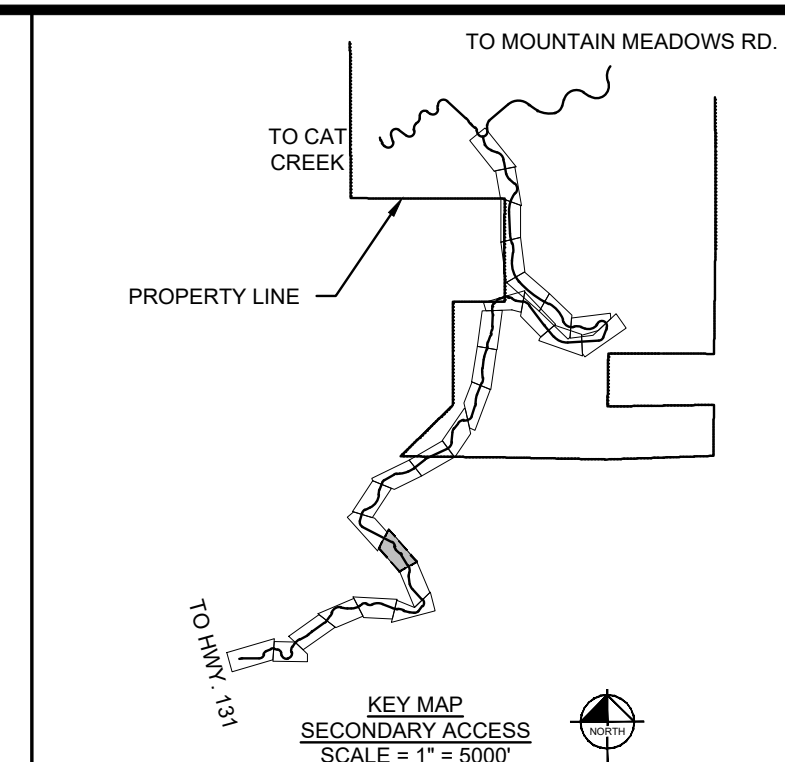 TO MOUNTAIN MEADOWS RD.
TO CAT
CREEK
PROPERTY LINE
TO HWY. 131
KEY MAP
SECONDARY ACCESS
SCALE = 1" = 5000'
NORTH